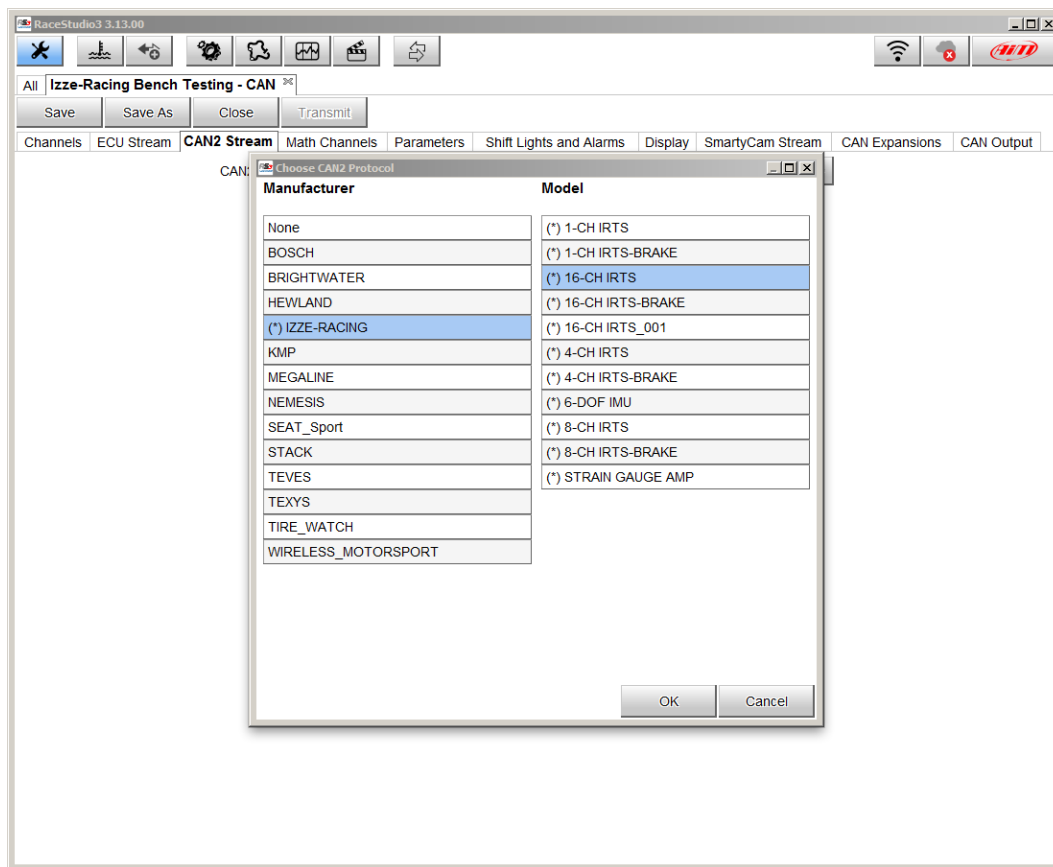 RaceStudio3 3.13.00
AiM
All Izze-Racing Bench Testing - CAN
Save Save As Close Transmit
Channels ECU Stream CAN2 Stream Math Channels Parameters Shift Lights and Alarms Display SmartyCam Stream CAN Expansions CAN Output
CAN2
Choose CAN2 Protocol
Manufacturer Model
None (*) 1-CH IRTS
BOSCH (*) 1-CH IRTS-BRAKE
BRIGHTWATER (*) 16-CH IRTS
HEWLAND (*) 16-CH IRTS-BRAKE
(*) IZZE-RACING (*) 16-CH IRTS_001
KMP (*) 4-CH IRTS
MEGALINE (*) 4-CH IRTS-BRAKE
NEMESIS (*) 6-DOF IMU
SEAT_Sport (*) 8-CH IRTS
STACK (*) 8-CH IRTS-BRAKE
TEVES (*) STRAIN GAUGE AMP
TEXYS
TIRE_WATCH
WIRELESS_MOTORSPORT
OK Cancel